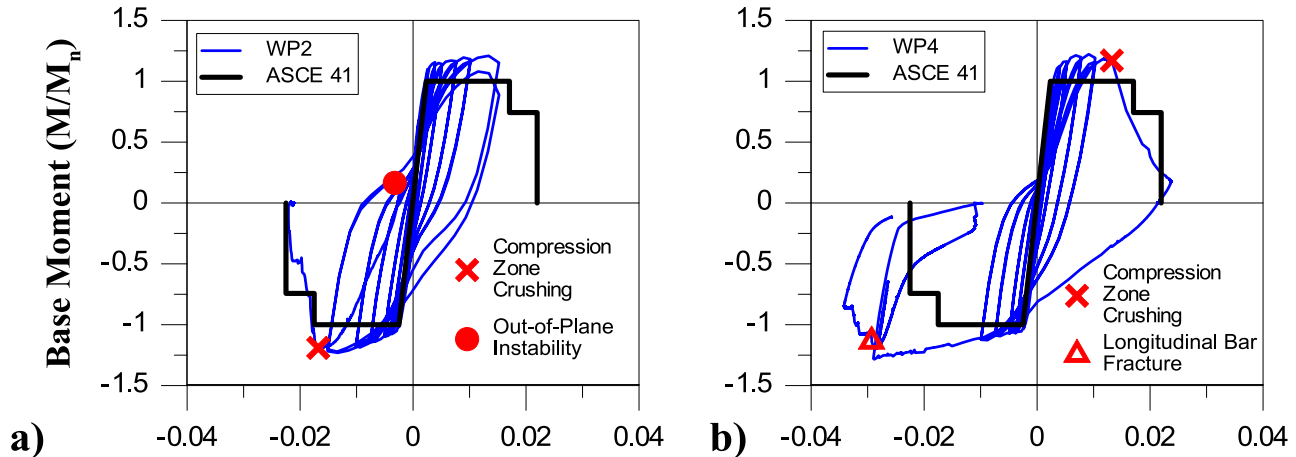 Base Moment (M/Mn)
1.5
1
0.5
0
-0.5
-1
-1.5
WP2
ASCE 41
Compression
Zone
Crushing
Out-of-Plane
Instability
-0.04
-0.02
0
0.02
0.04
a)
1.5
1
0.5
0
-0.5
-1
-1.5
WP4
ASCE 41
Compression
Zone
Crushing
Longitudinal Bar
Fracture
-0.04
-0.02
0
0.02
0.04
b)